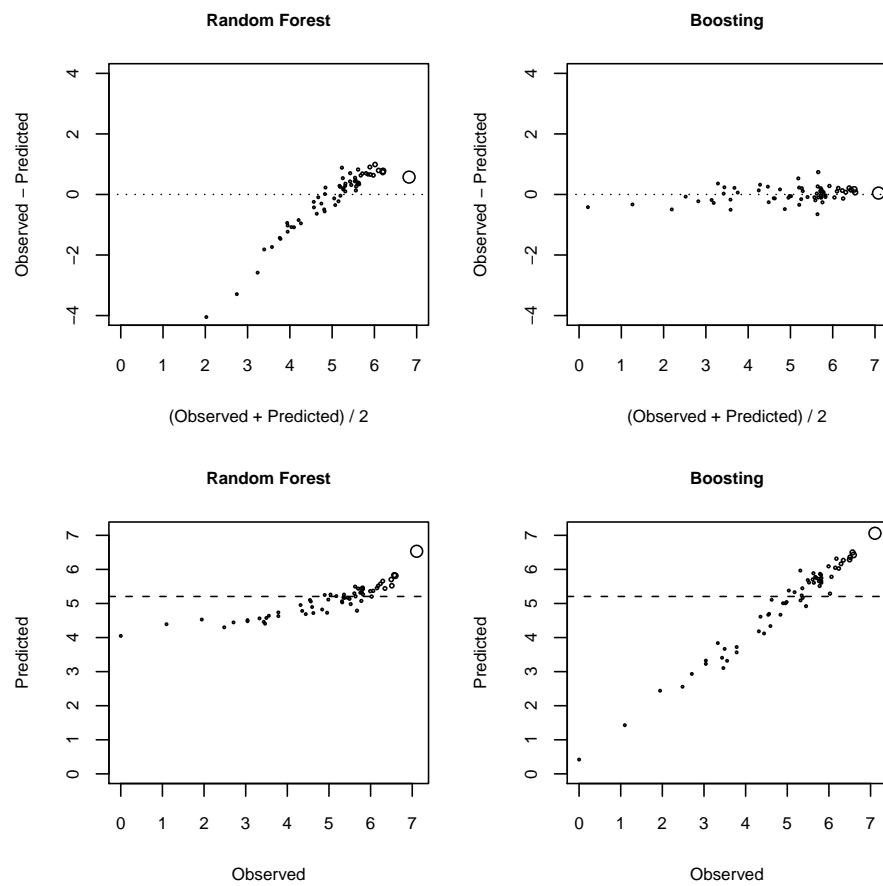 Random Forest
Observed − Predicted
4
2
0
−2
−4
0 1 2 3 4 5 6 7
(Observed + Predicted) / 2
Boosting
Observed − Predicted
4
2
0
−2
−4
0 1 2 3 4 5 6 7
(Observed + Predicted) / 2
Random Forest
Predicted
7
6
5
4
3
2
1
0
0 1 2 3 4 5 6 7
Observed
Boosting
Predicted
7
6
5
4
3
2
1
0
0 1 2 3 4 5 6 7
Observed